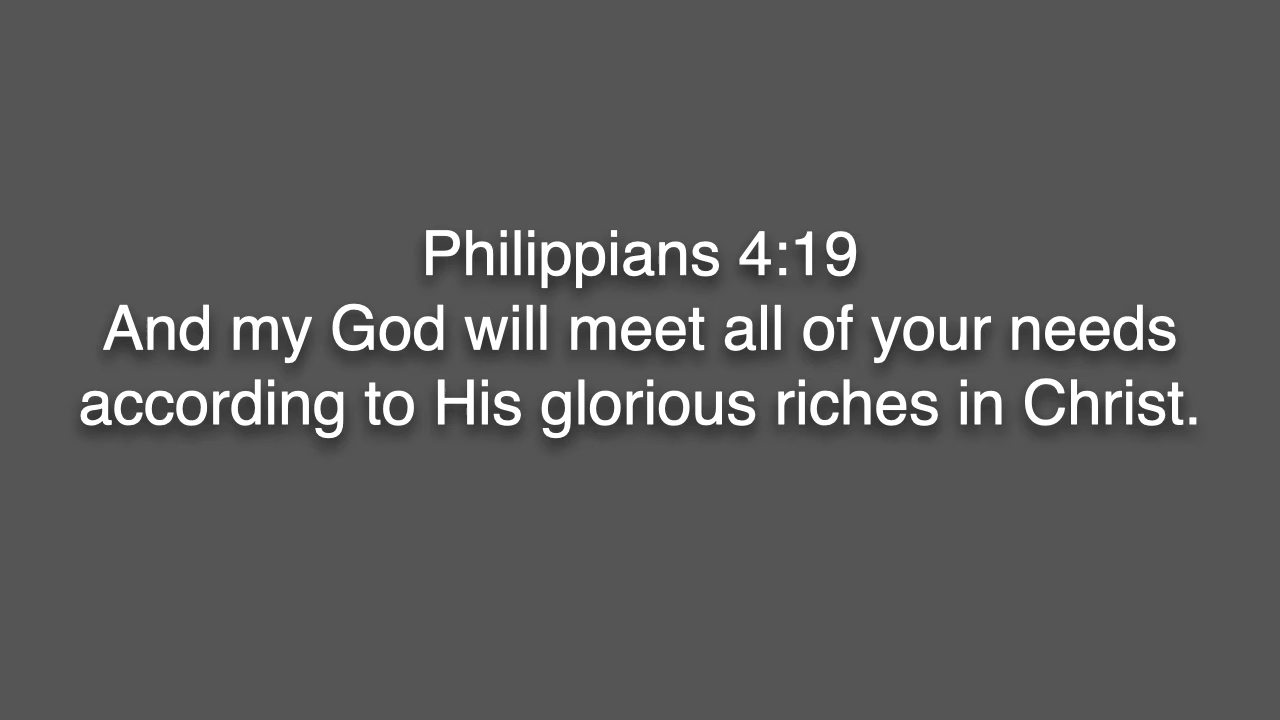 Philippians 4:19
And my God will meet all of your needs
according to His glorious riches in Christ.